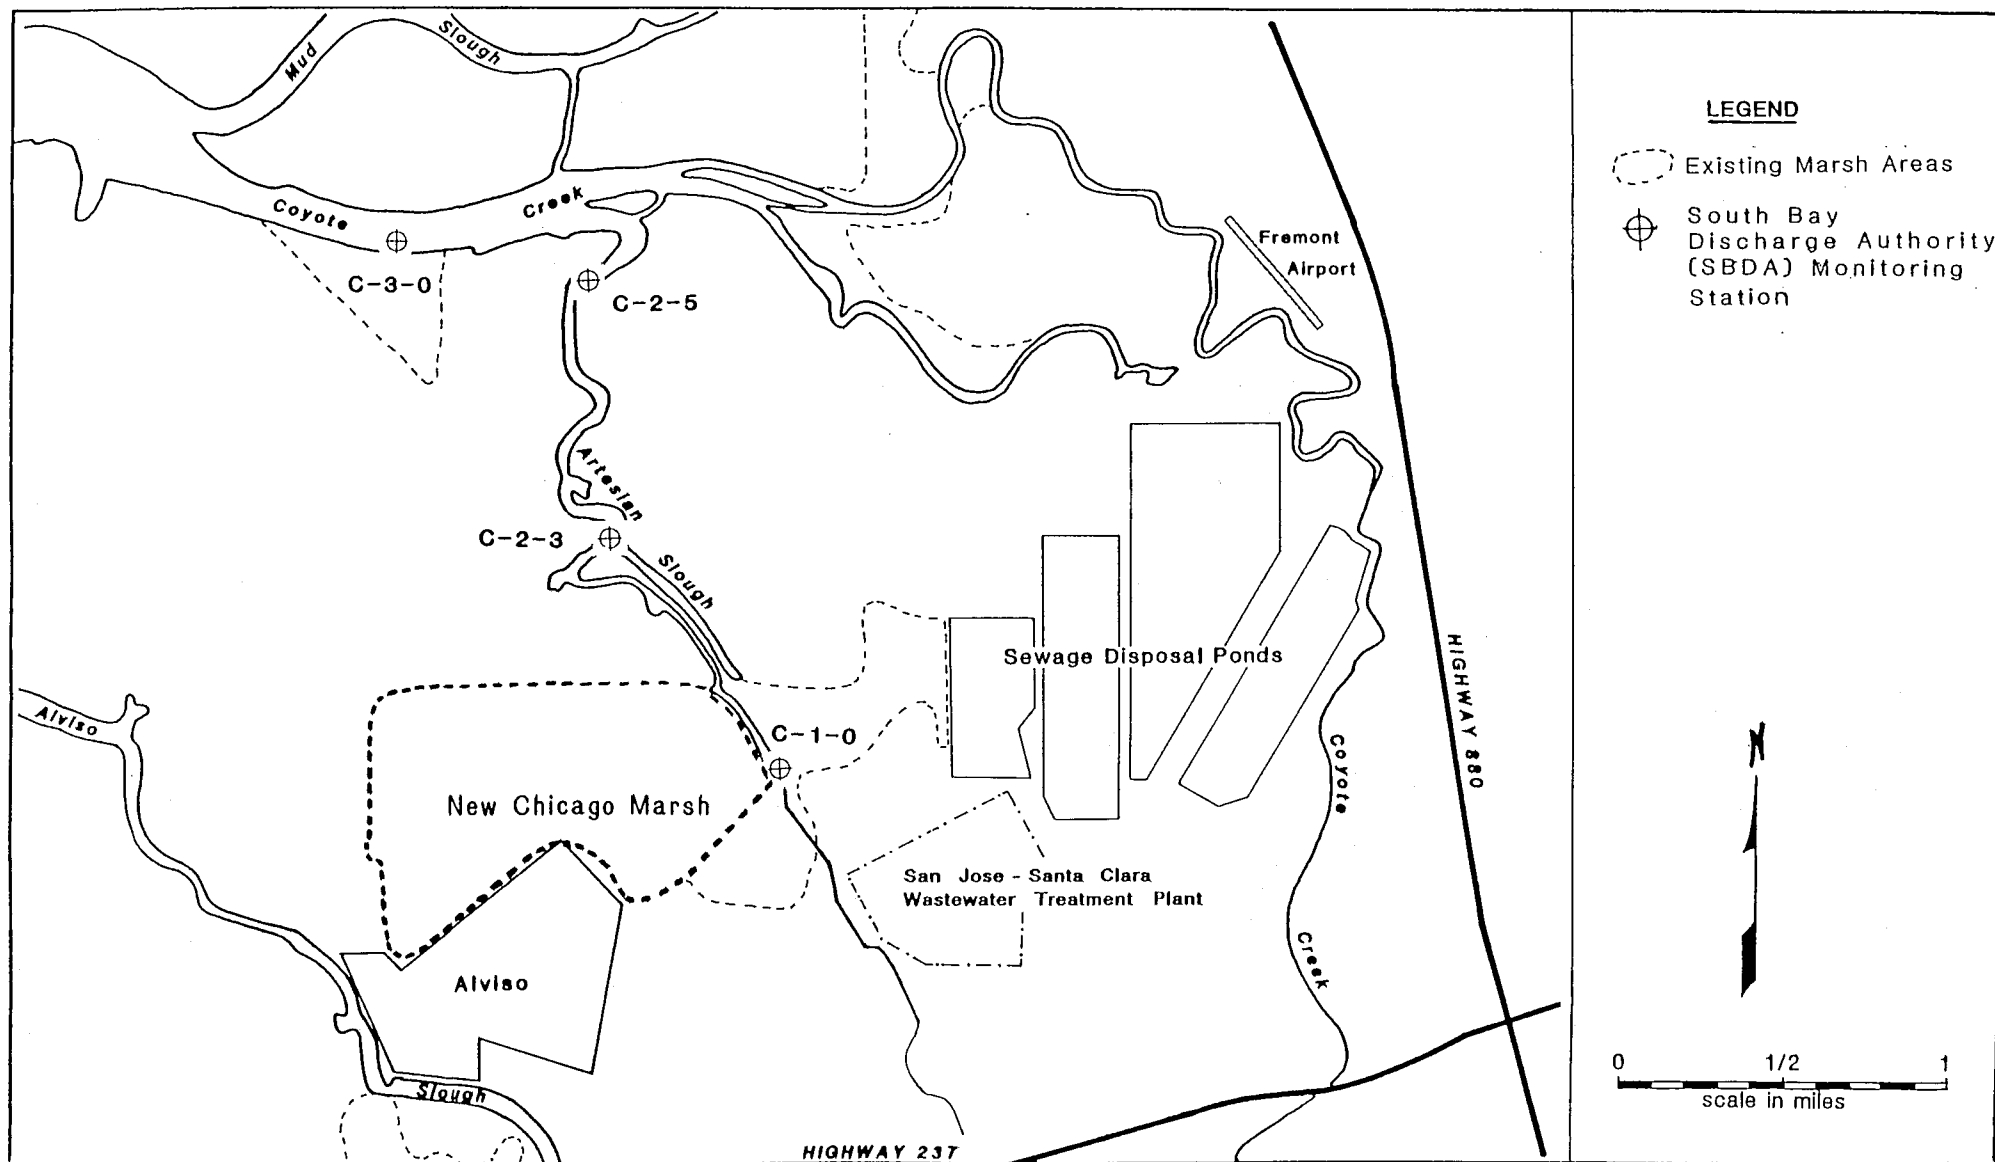 Mud
Slough
Coyote
Creek
C-3-0
C-2-5
Fremont
Airport
Artesian
Slough
C-2-3
Sewage Disposal Ponds
HIGHWAY 880
Alviso
C-1-0
New Chicago Marsh
Coyote
Creek
San Jose - Santa Clara
Wastewater Treatment Plant
Alviso
Slough
HIGHWAY 237
LEGEND
Existing Marsh Areas
South Bay
Discharge Authority
(SBDA) Monitoring
Station
N
0 1/2 1
scale in miles